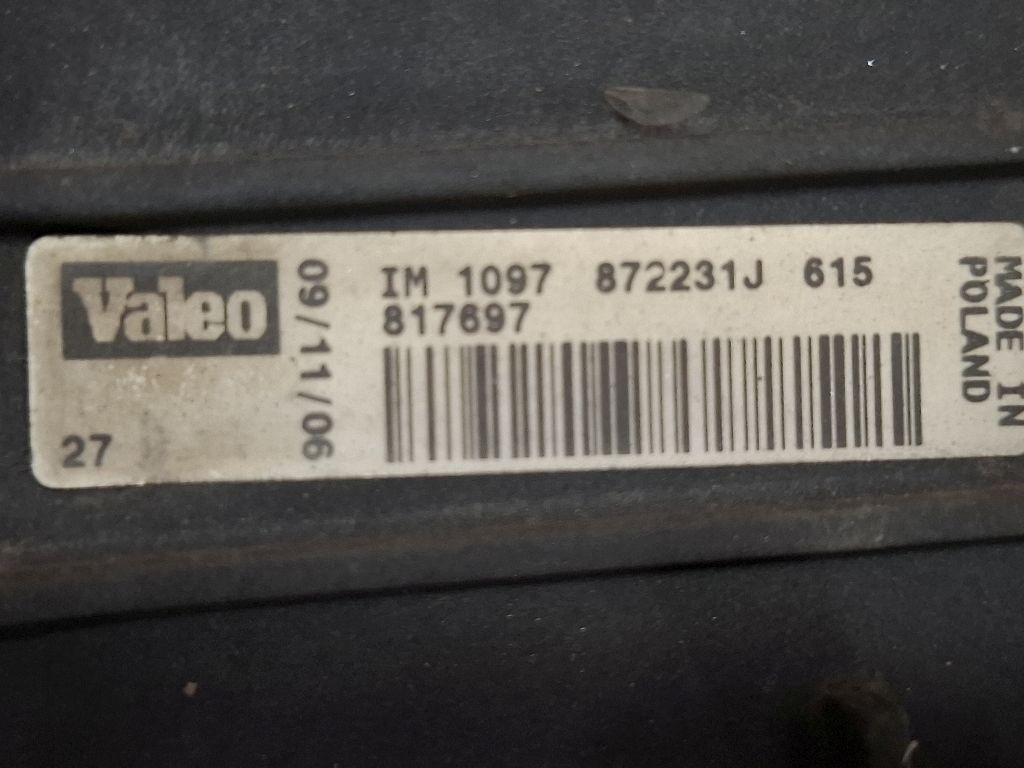 Valeo
27
09/11/06
IM 1097 872231J 615
817697
MADE IN
POLAND